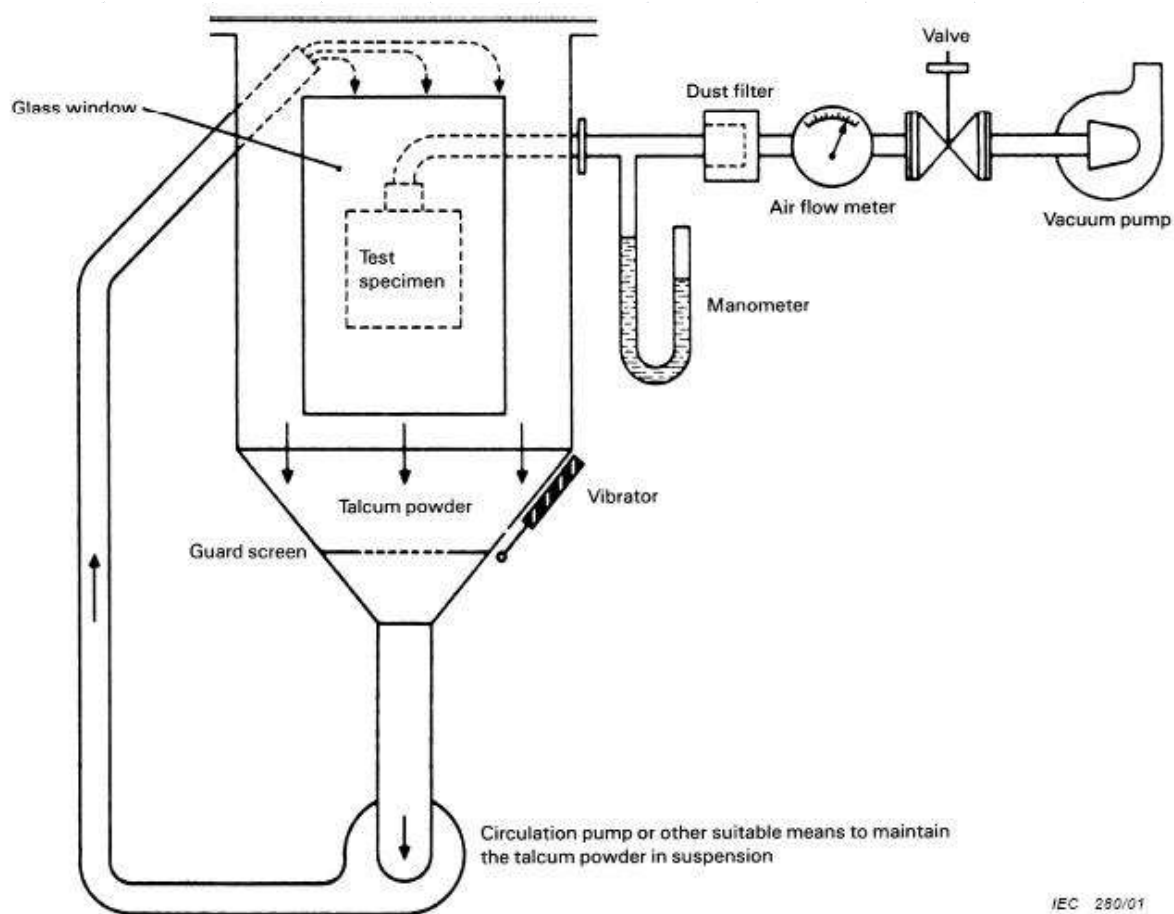 Valve
Glass window
Dust filter
Air flow meter
Vacuum pump
Test
specimen
Manometer
Talcum powder
Vibrator
Guard screen
Circulation pump or other suitable means to maintain
the talcum powder in suspension
IEC 280/01